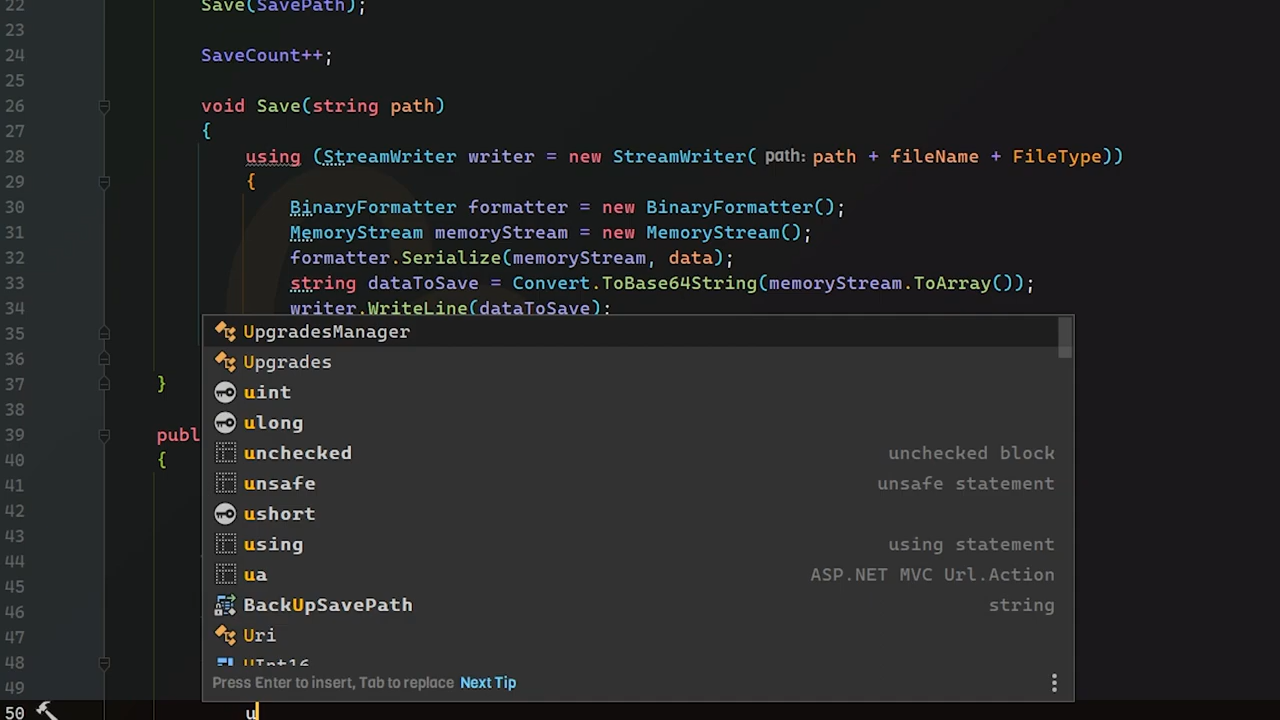 22 Save(SavePath);
23
24 SaveCount++;
25
26 void Save(string path)
27 {
28 using (StreamWriter writer = new StreamWriter( path: path + fileName + FileType))
29 {
30 BinaryFormatter formatter = new BinaryFormatter();
31 MemoryStream memoryStream = new MemoryStream();
32 formatter.Serialize(memoryStream, data);
33 string dataToSave = Convert.ToBase64String(memoryStream.ToArray());
34 writer.WriteLine(dataToSave);
35 UpgradesManager
36 Upgrades
37 } uint
38 ulong
39 publ unchecked unchecked block
40 {
41 unsafe unsafe statement
42 ushort
43 using using statement
44
45 ua ASP.NET MVC Url.Action
46 BackUpSavePath string
47 Uri
48 UInt16
49 Press Enter to insert, Tab to replace Next Tip
50 u